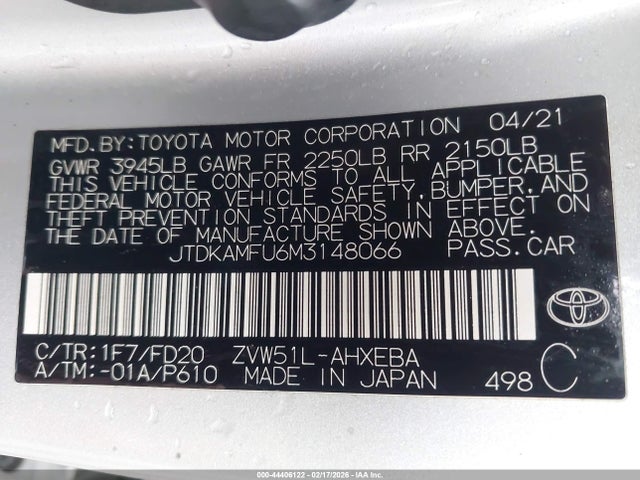 MFD.BY:TOYOTA MOTOR CORPORATION 04/21
GVWR 3945LB GAWR FR 2250LB RR 2150LB
THIS VEHICLE CONFORMS TO ALL APPLICABLE
FEDERAL MOTOR VEHICLE SAFETY,BUMPER,AND
THEFT PREVENTION STANDARDS IN EFFECT ON
THE DATE OF MANUFACTURE SHOWN ABOVE.
JTDKAMFU6M3148066 PASS.CAR
C/TR:1F7/FD20 ZVW51L-AHXEBA
A/TM:-01A/P610 MADE IN JAPAN 498 C
000-44406122 - 02/17/2026 - IAA Inc.